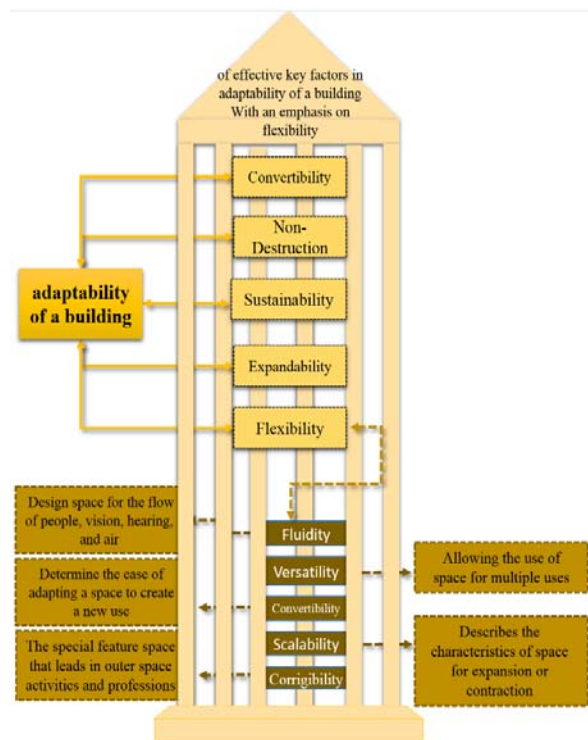 of effective key factors in
adaptability of a building
With an emphasis on
flexibility
Convertibility
Non-
Destruction
adaptability
of a building
Sustainability
Expandability
Flexibility
Design space for the flow
of people, vision, hearing,
and air
Fluidity
Versatility
Allowing the use of
space for multiple uses
Determine the ease of
adapting a space to create
a new use
Convertibility
Scalability
Describes the
characteristics of space
for expansion or
contraction
The special feature space
that leads in outer space
activities and professions
Corrigibility